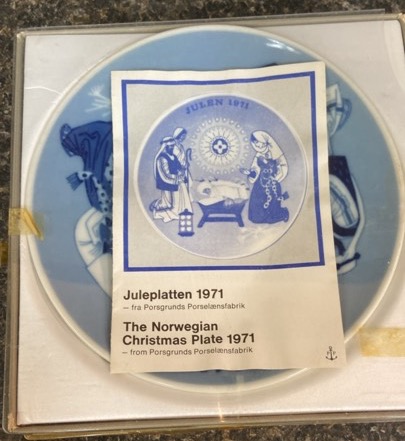 JULEN 1971
Juleplatten 1971
– fra Porsgrunds Porselænsfabrik
The Norwegian
Christmas Plate 1971
– from Porsgrunds Porselænsfabrik